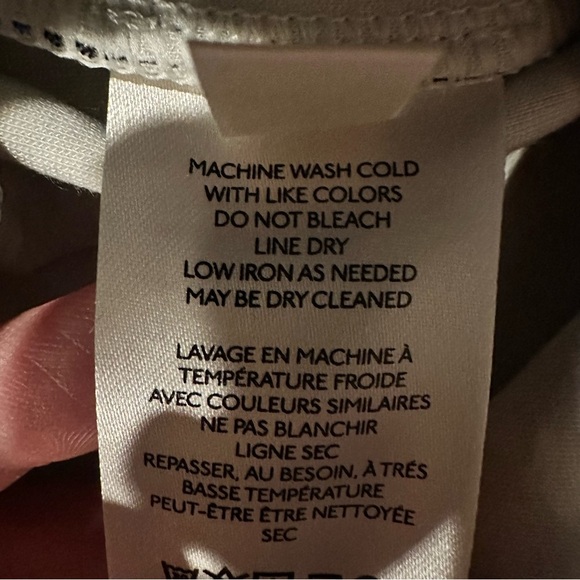 MACHINE WASH COLD
WITH LIKE COLORS
DO NOT BLEACH
LINE DRY
LOW IRON AS NEEDED
MAY BE DRY CLEANED
LAVAGE EN MACHINE À
TEMPÉRATURE FROIDE
AVEC COULEURS SIMILAIRES
NE PAS BLANCHIR
LIGNE SEC
REPASSER, AU BESOIN, À TRÉS
BASSE TEMPÉRATURE
PEUT-ÊTRE ÊTRE NETTOYÉE
SEC